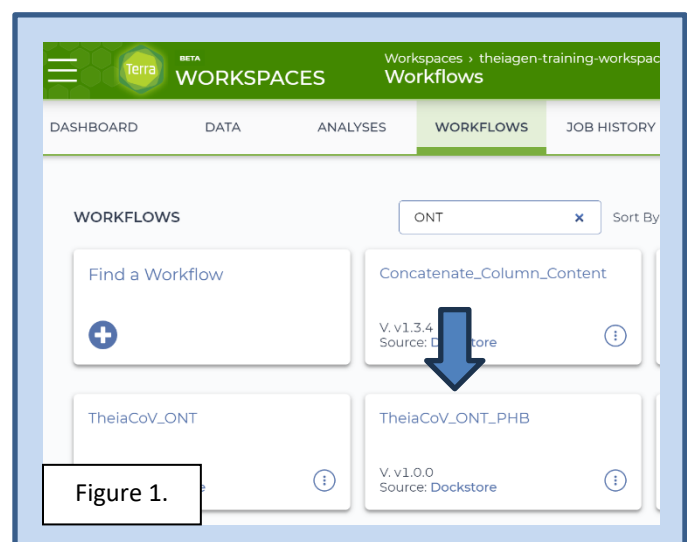 Terra
BETA
WORKSPACES
Workspaces › theiagen-training-workspac
Workflows
DASHBOARD DATA ANALYSES WORKFLOWS JOB HISTORY
WORKFLOWS
ONT
Sort By
Find a Workflow
Concatenate_Column_Content
V. v1.3.4
Source:
TheiaCoV_ONT
TheiaCoV_ONT_PHB
V. v1.0.0
Source: Dockstore
Figure 1.